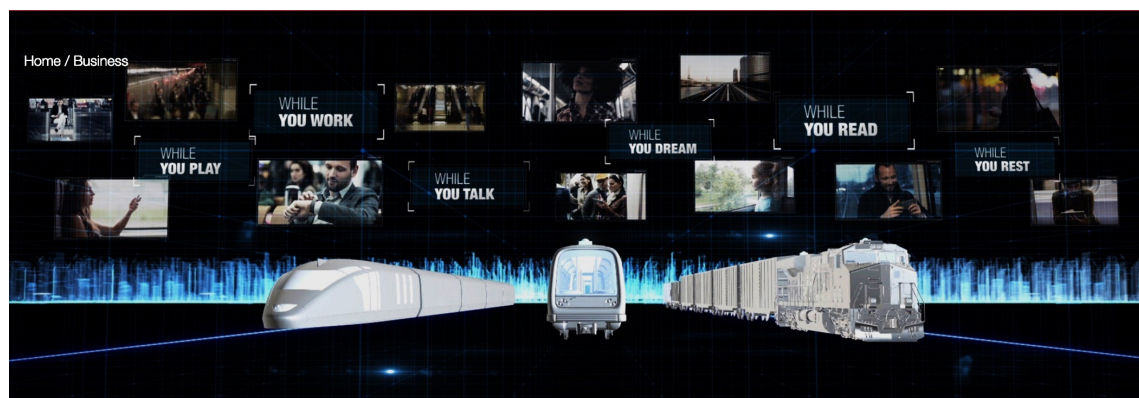 Home / Business
WHILE
YOU WORK
WHILE
YOU READ
WHILE
YOU DREAM
WHILE
YOU PLAY
WHILE
YOU REST
WHILE
YOU TALK